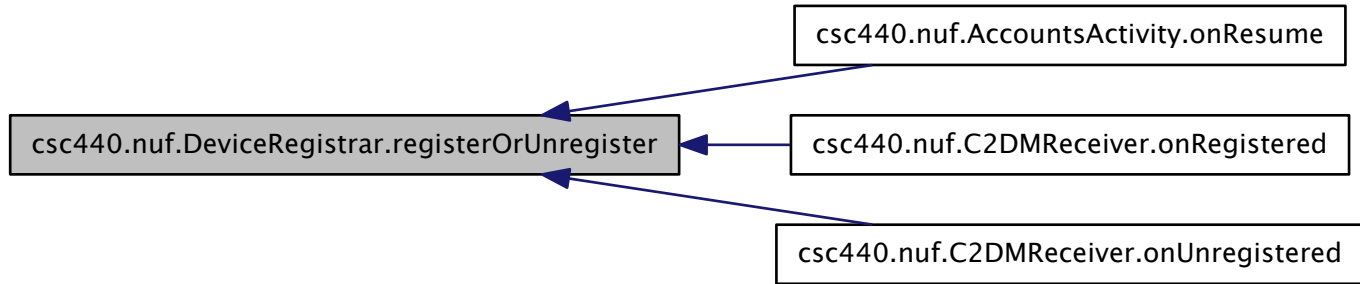 csc440.nuf.AccountsActivity.onResume
csc440.nuf.DeviceRegistrar.registerOrUnregister
csc440.nuf.C2DMReceiver.onRegistered
csc440.nuf.C2DMReceiver.onUnregistered